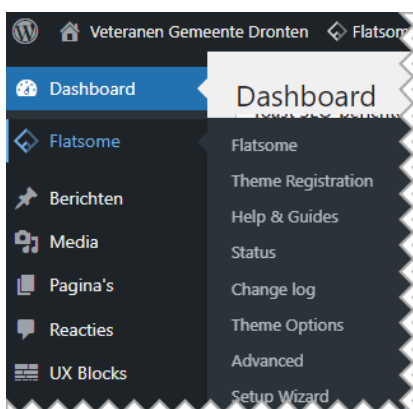 Veteranen Gemeente Dronten Flatsom
Dashboard
Dashboard
Flatsome
Flatsome
Theme Registration
Berichten
Help & Guides
Media
Status
Pagina's
Change log
Reacties
Theme Options
UX Blocks
Advanced
Setup Wizard